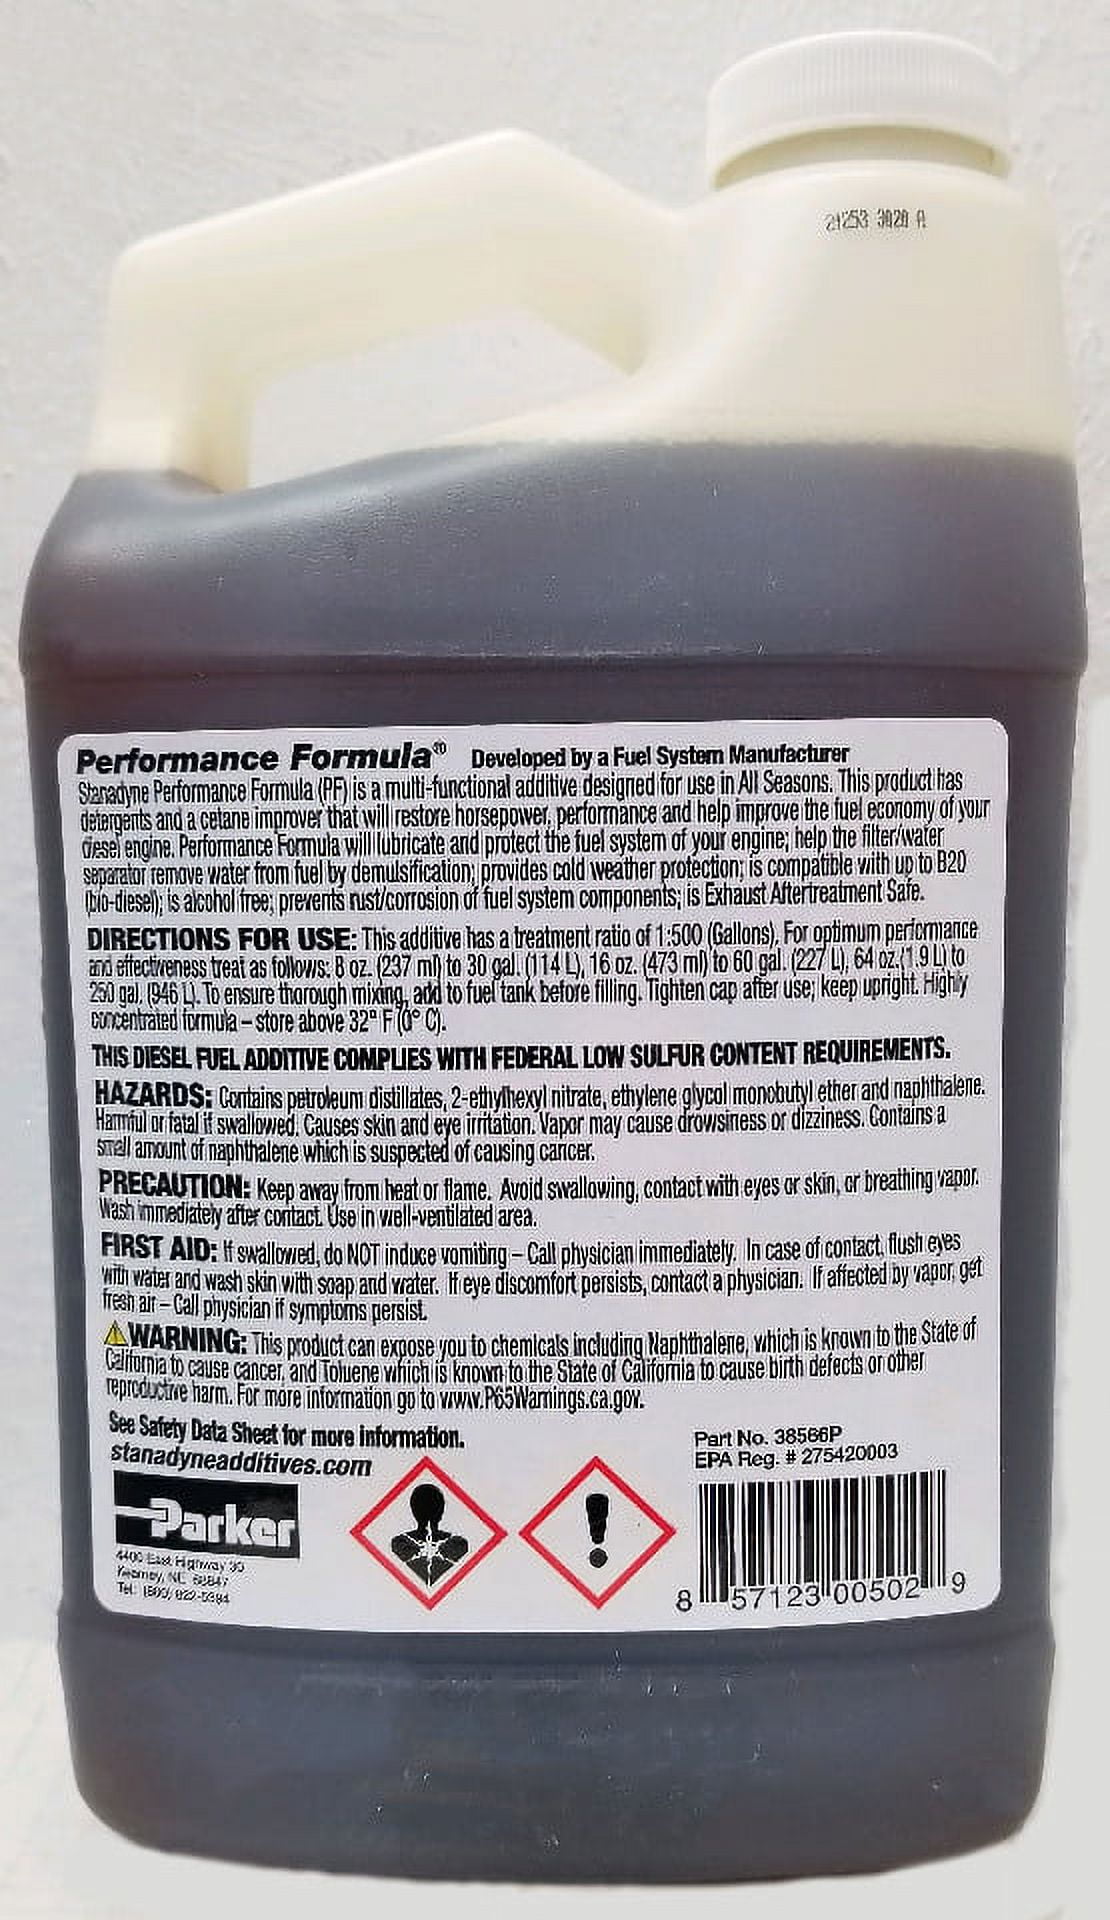 21253 3020 A
Performance Formula® Developed by a Fuel System Manufacturer
Stanadyne Performance Formula (PF) is a multi-functional additive designed for use in All Seasons. This product has
detergents and a cetane improver that will restore horsepower, performance and help improve the fuel economy of your
diesel engine. Performance Formula will lubricate and protect the fuel system of your engine; help the filter/water
separator remove water from fuel by demulsification; provides cold weather protection; is compatible with up to B20
(bio-diesel); is alcohol free; prevents rust/corrosion of fuel system components; is Exhaust Aftertreatment Safe.
DIRECTIONS FOR USE: This additive has a treatment ratio of 1:500 (Gallons). For optimum performance
and effectiveness treat as follows: 8 oz. (237 ml) to 30 gal. (114 L), 16 oz. (473 ml) to 60 gal. (227 L), 64 oz.(1.9 L) to
250 gal. (946 L). To ensure thorough mixing, add to fuel tank before filling. Tighten cap after use; keep upright. Highly
concentrated formula – store above 32° F (0° C).
THIS DIESEL FUEL ADDITIVE COMPLIES WITH FEDERAL LOW SULFUR CONTENT REQUIREMENTS.
HAZARDS: Contains petroleum distillates, 2-ethylhexyl nitrate, ethylene glycol monobutyl ether and naphthalene.
Harmful or fatal if swallowed. Causes skin and eye irritation. Vapor may cause drowsiness or dizziness. Contains a
small amount of naphthalene which is suspected of causing cancer.
PRECAUTION: Keep away from heat or flame. Avoid swallowing, contact with eyes or skin, or breathing vapor.
Wash immediately after contact. Use in well-ventilated area.
FIRST AID: If swallowed, do NOT induce vomiting – Call physician immediately. In case of contact, flush eyes
with water and wash skin with soap and water. If eye discomfort persists, contact a physician. If affected by vapor, get
fresh air – Call physician if symptoms persist.
WARNING: This product can expose you to chemicals including Naphthalene, which is known to the State of
California to cause cancer, and Toluene which is known to the State of California to cause birth defects or other
reproductive harm. For more information go to www.P65Warnings.ca.gov.
See Safety Data Sheet for more information.
stanadyneadditives.com
Parker
4400 East Highway 30
Kearney, NE 68847
Tel: (800) 822-5384
Part No. 38566P
EPA Reg. # 275420003
8 57123 00502 9